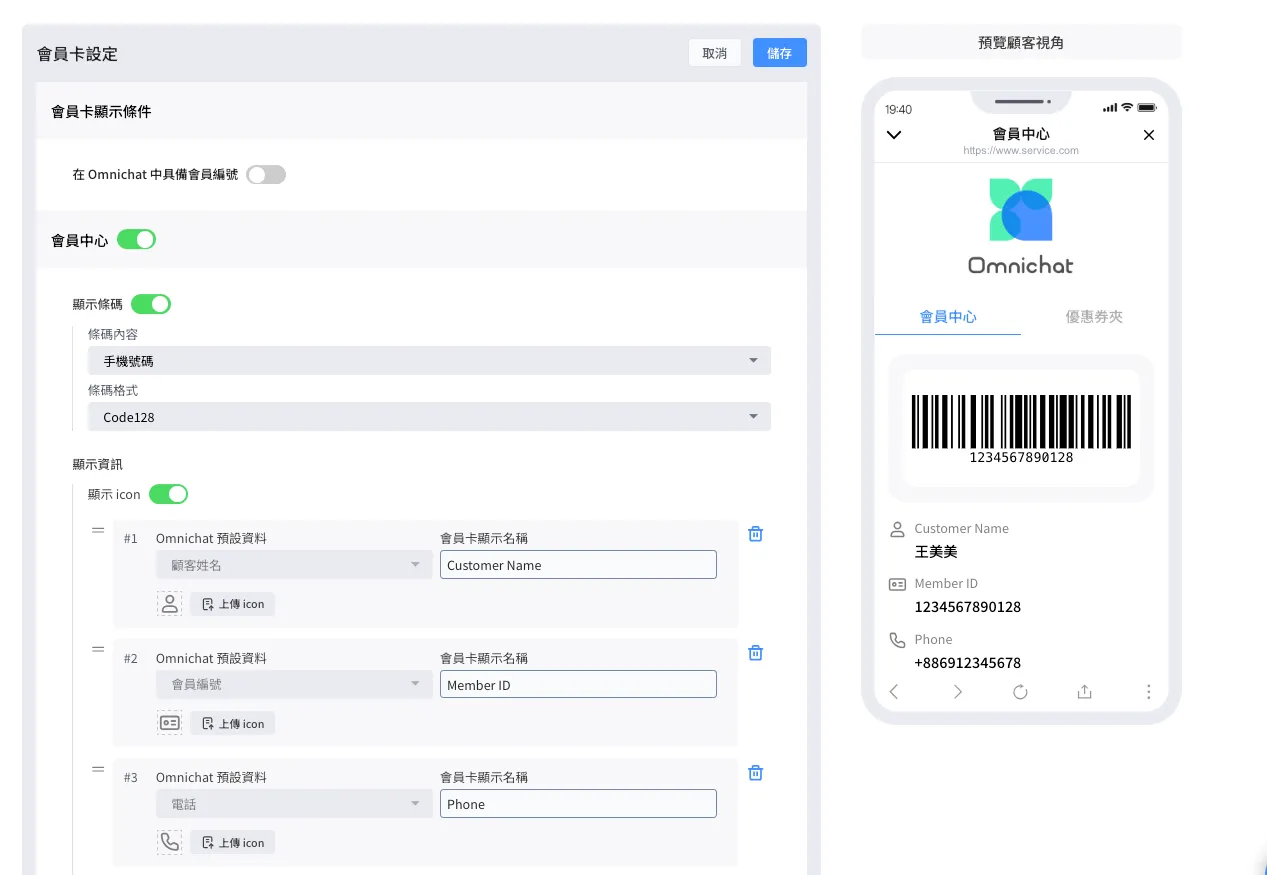 會員卡設定
取消
儲存
會員卡顯示條件
在 Omnichat 中具備會員編號
會員中心
顯示條碼
條碼內容
手機號碼
條碼格式
Code128
顯示資訊
顯示 icon
#1 Omnichat 預設資料 會員卡顯示名稱
顧客姓名 Customer Name
上傳 icon
#2 Omnichat 預設資料 會員卡顯示名稱
會員編號 Member ID
上傳 icon
#3 Omnichat 預設資料 會員卡顯示名稱
電話 Phone
上傳 icon
預覽顧客視角
19:40
會員中心
https://www.service.com
Omnichat
會員中心 優惠券夾
1234567890128
Customer Name
王美美
Member ID
1234567890128
Phone
+886912345678